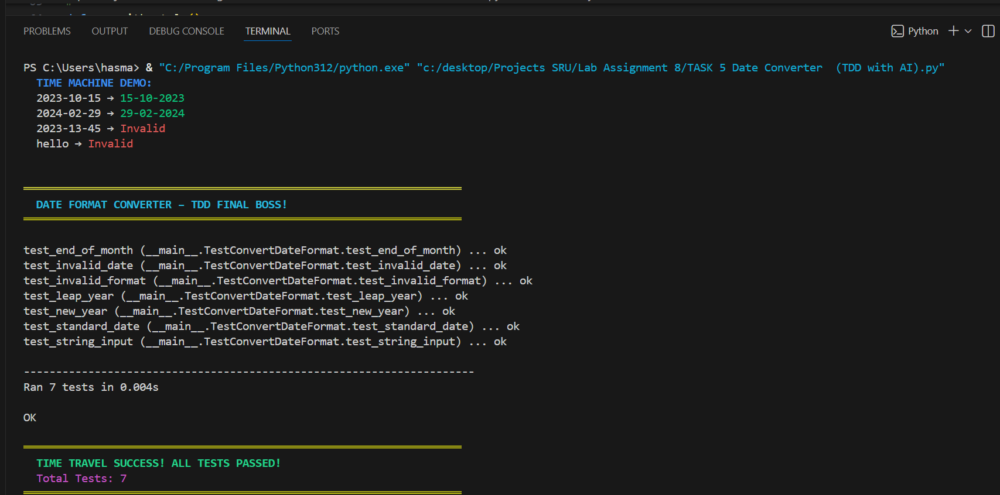 PROBLEMS OUTPUT DEBUG CONSOLE TERMINAL PORTS Python
PS C:\Users\hasma> & "C:/Program Files/Python312/python.exe" "c:/desktop/Projects SRU/Lab Assignment 8/TASK 5 Date Converter  (TDD with AI).py"
TIME MACHINE DEMO:
2023-10-15 → 15-10-2023
2024-02-29 → 29-02-2024
2023-13-45 → Invalid
hello → Invalid
DATE FORMAT CONVERTER – TDD FINAL BOSS!
test_end_of_month (__main__.TestConvertDateFormat.test_end_of_month) ... ok
test_invalid_date (__main__.TestConvertDateFormat.test_invalid_date) ... ok
test_invalid_format (__main__.TestConvertDateFormat.test_invalid_format) ... ok
test_leap_year (__main__.TestConvertDateFormat.test_leap_year) ... ok
test_new_year (__main__.TestConvertDateFormat.test_new_year) ... ok
test_standard_date (__main__.TestConvertDateFormat.test_standard_date) ... ok
test_string_input (__main__.TestConvertDateFormat.test_string_input) ... ok
----------------------------------------------------------------------
Ran 7 tests in 0.004s
OK
TIME TRAVEL SUCCESS! ALL TESTS PASSED!
Total Tests: 7